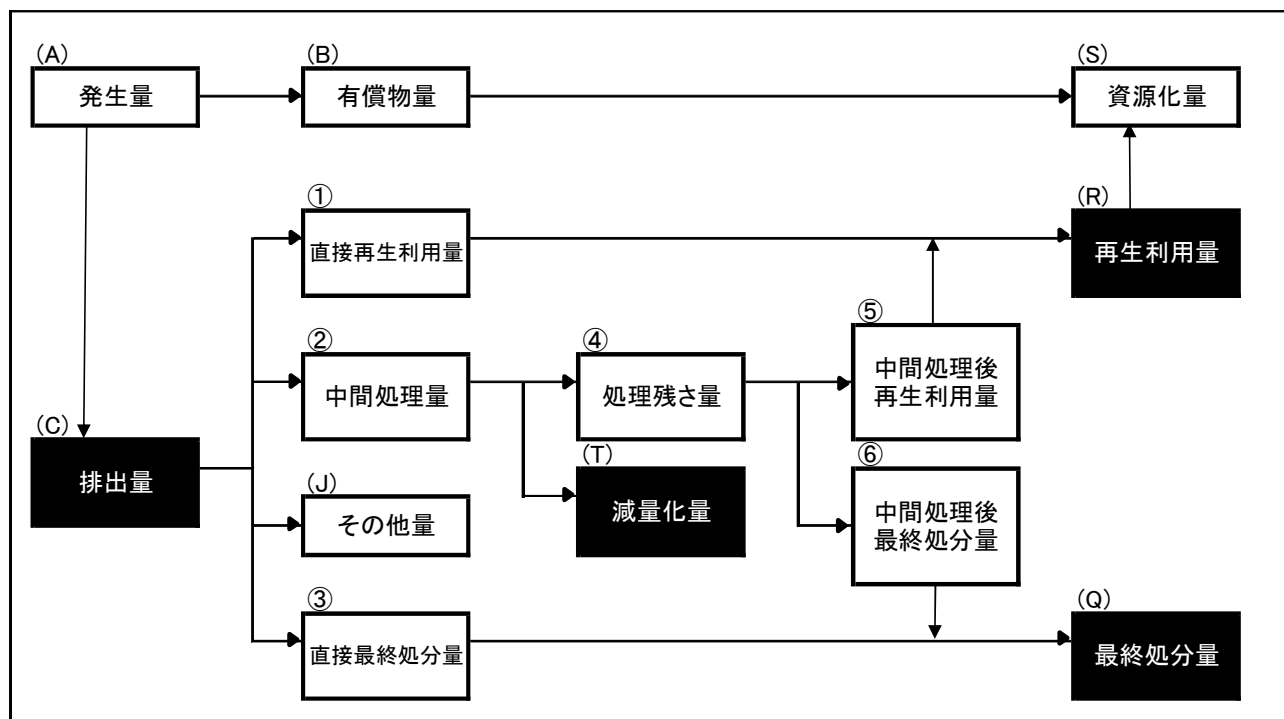 (A)
発生量
(B)
有償物量
(S)
資源化量
①
直接再生利用量
(R)
再生利用量
②
中間処理量
④
処理残さ量
⑤
中間処理後
再生利用量
(C)
排出量
(J)
その他量
(T)
減量化量
⑥
中間処理後
最終処分量
③
直接最終処分量
(Q)
最終処分量